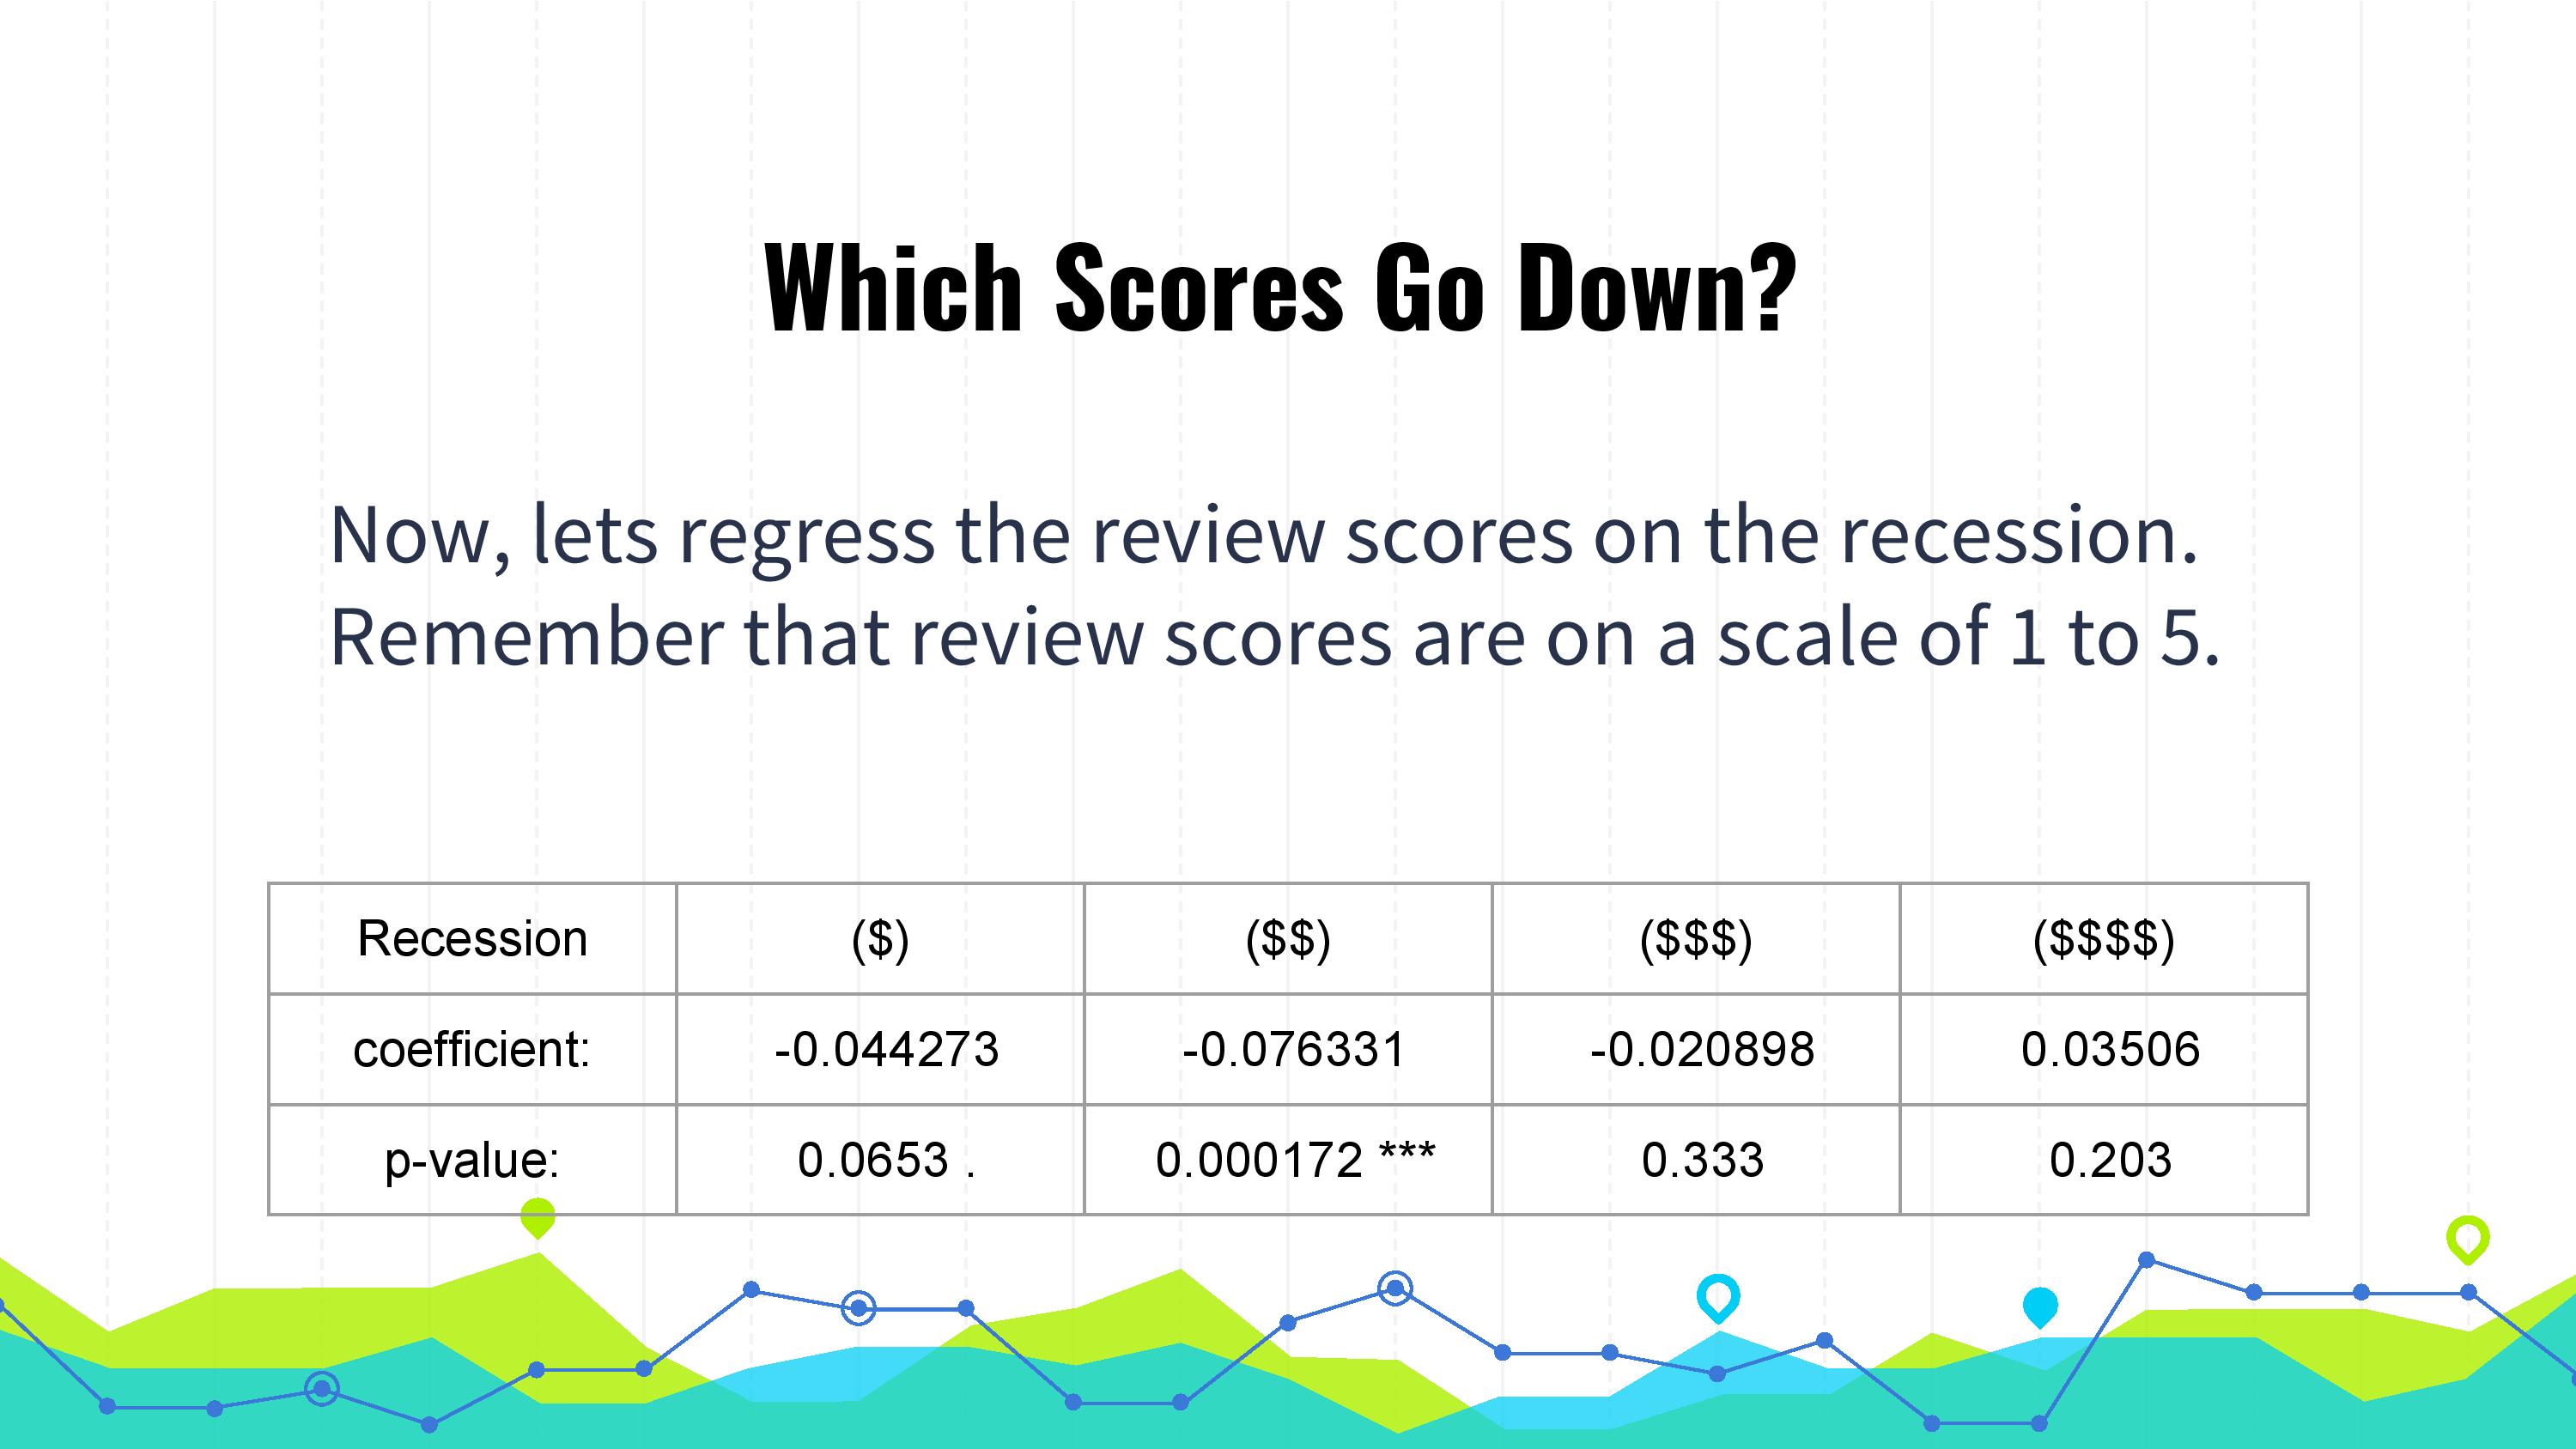 Which Scores Go Down?
Now, lets regress the review scores on the recession.
Remember that review scores are on a scale of 1 to 5.
Recession ($) ($$) ($$$) ($$$$)
coefficient: -0.044273 -0.076331 -0.020898 0.03506
p-value: 0.0653 . 0.000172 *** 0.333 0.203